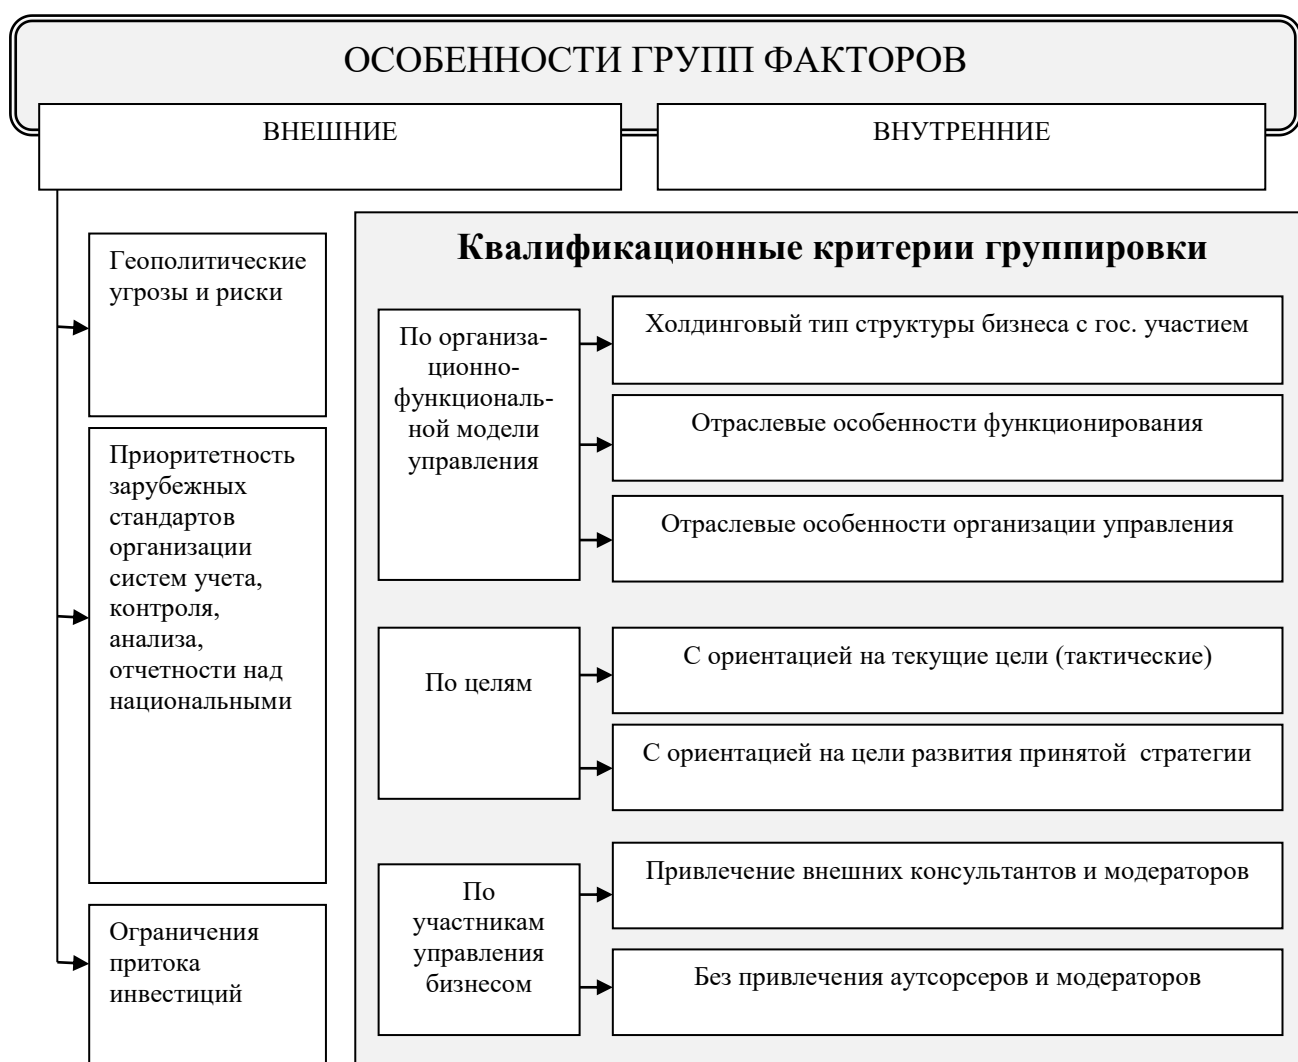 ОСОБЕННОСТИ ГРУПП ФАКТОРОВ
ВНЕШНИЕ
ВНУТРЕННИЕ
Геополитические
угрозы и риски
Приоритетность
зарубежных
стандартов
организации
систем учета,
контроля,
анализа,
отчетности над
национальными
Ограничения
притока
инвестиций
Квалификационные критерии группировки
По организа-
ционно-
функциональ-
ной модели
управления
Холдинговый тип структуры бизнеса с гос. участием
Отраслевые особенности функционирования
Отраслевые особенности организации управления
По целям
С ориентацией на текущие цели (тактические)
С ориентацией на цели развития принятой стратегии
По
участникам
управления
бизнесом
Привлечение внешних консультантов и модераторов
Без привлечения аутсорсеров и модераторов